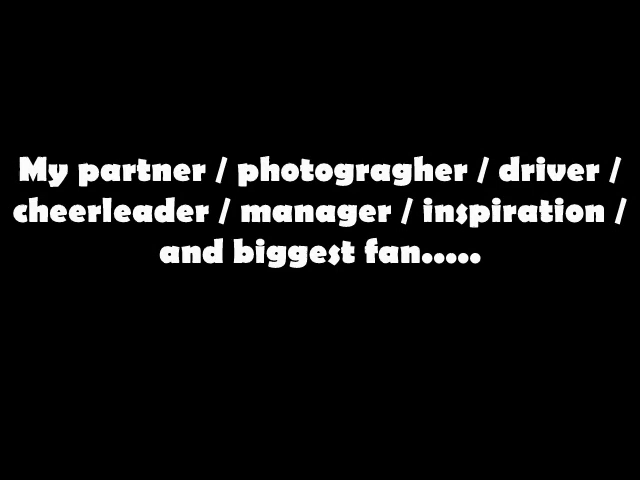 My partner / photogragher / driver /
cheerleader / manager / inspiration /
and biggest fan.....